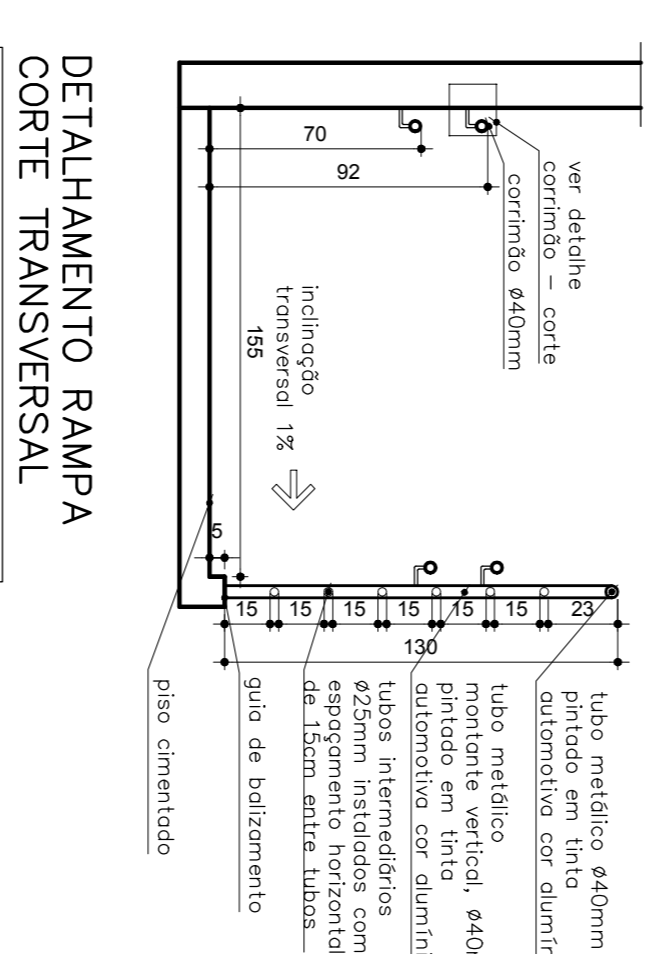 DETALHAMENTO RAMPA
CORTE TRANSVERSAL
70
92
155
inclinação
transversal 1%
ver detalhe
corrimão – corte
corrimão Ø40mm
5
15
15
15
15
15
15
23
130
tubo metálico Ø40mm
pintado em tinta
automotiva cor
tubo metálico
montante vertical,
pintado em tinta
automotiva cor
tubos intermediários
Ø25mm instalados com
espaçamento horizontal
de 15cm entre tubos
guia de balizamento
piso cimentado